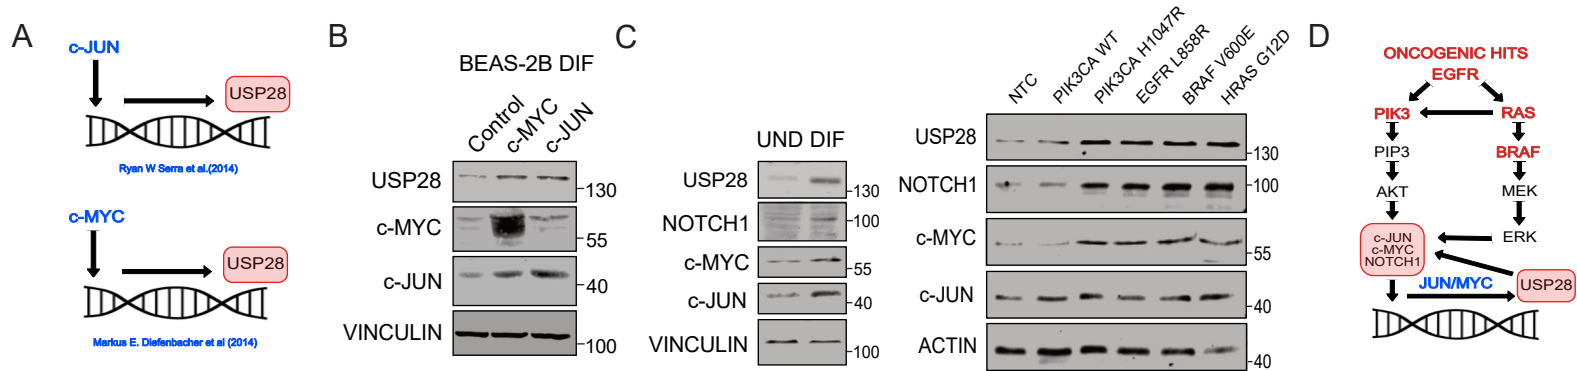 A
c-JUN
USP28
Ryan W Serra et al.(2014)
c-MYC
USP28
Markus E. Diefenbacher et al (2014)
B
BEAS-2B DIF
Control
c-MYC
c-JUN
USP28
130
c-MYC
55
c-JUN
40
VINCULIN
100
C
UND DIF
USP28
130
NOTCH1
100
c-MYC
55
c-JUN
40
VINCULIN
100
NTC
PIK3CA WT
PIK3CA H1047R
EGFR L858R
BRAF V600E
HRAS G12D
USP28
130
NOTCH1
100
c-MYC
55
c-JUN
40
ACTIN
40
D
ONCOGENIC HITS
EGFR
PIK3 RAS
PIP3 BRAF
AKT MEK
ERK
c-JUN
c-MYC
NOTCH1
JUN/MYC
USP28